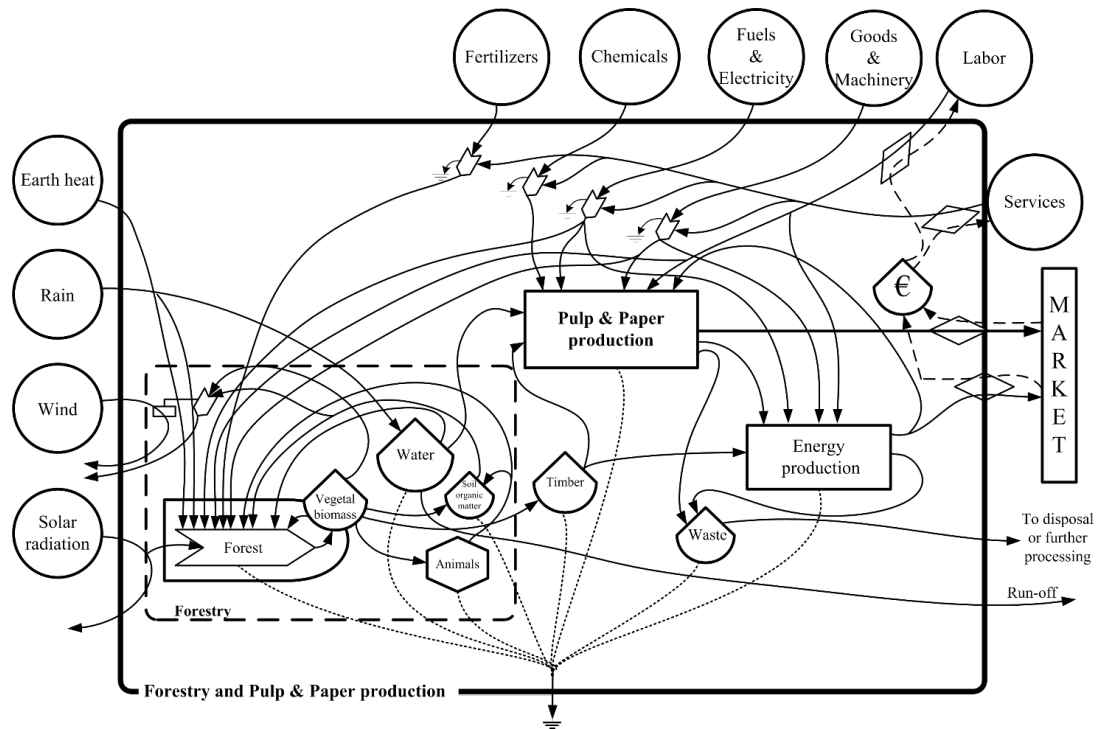 Fertilizers
Chemicals
Fuels
&
Electricity
Goods
&
Machinery
Labor
Earth heat
Services
Rain
€
M
A
R
K
E
T
Pulp & Paper
production
Wind
Water
Energy
production
Timber
Soil
organic
matter
Vegetal
biomass
Solar
radiation
Forest
Animals
Waste
To disposal
or further
processing
Run-off
Forestry
Forestry and Pulp & Paper production